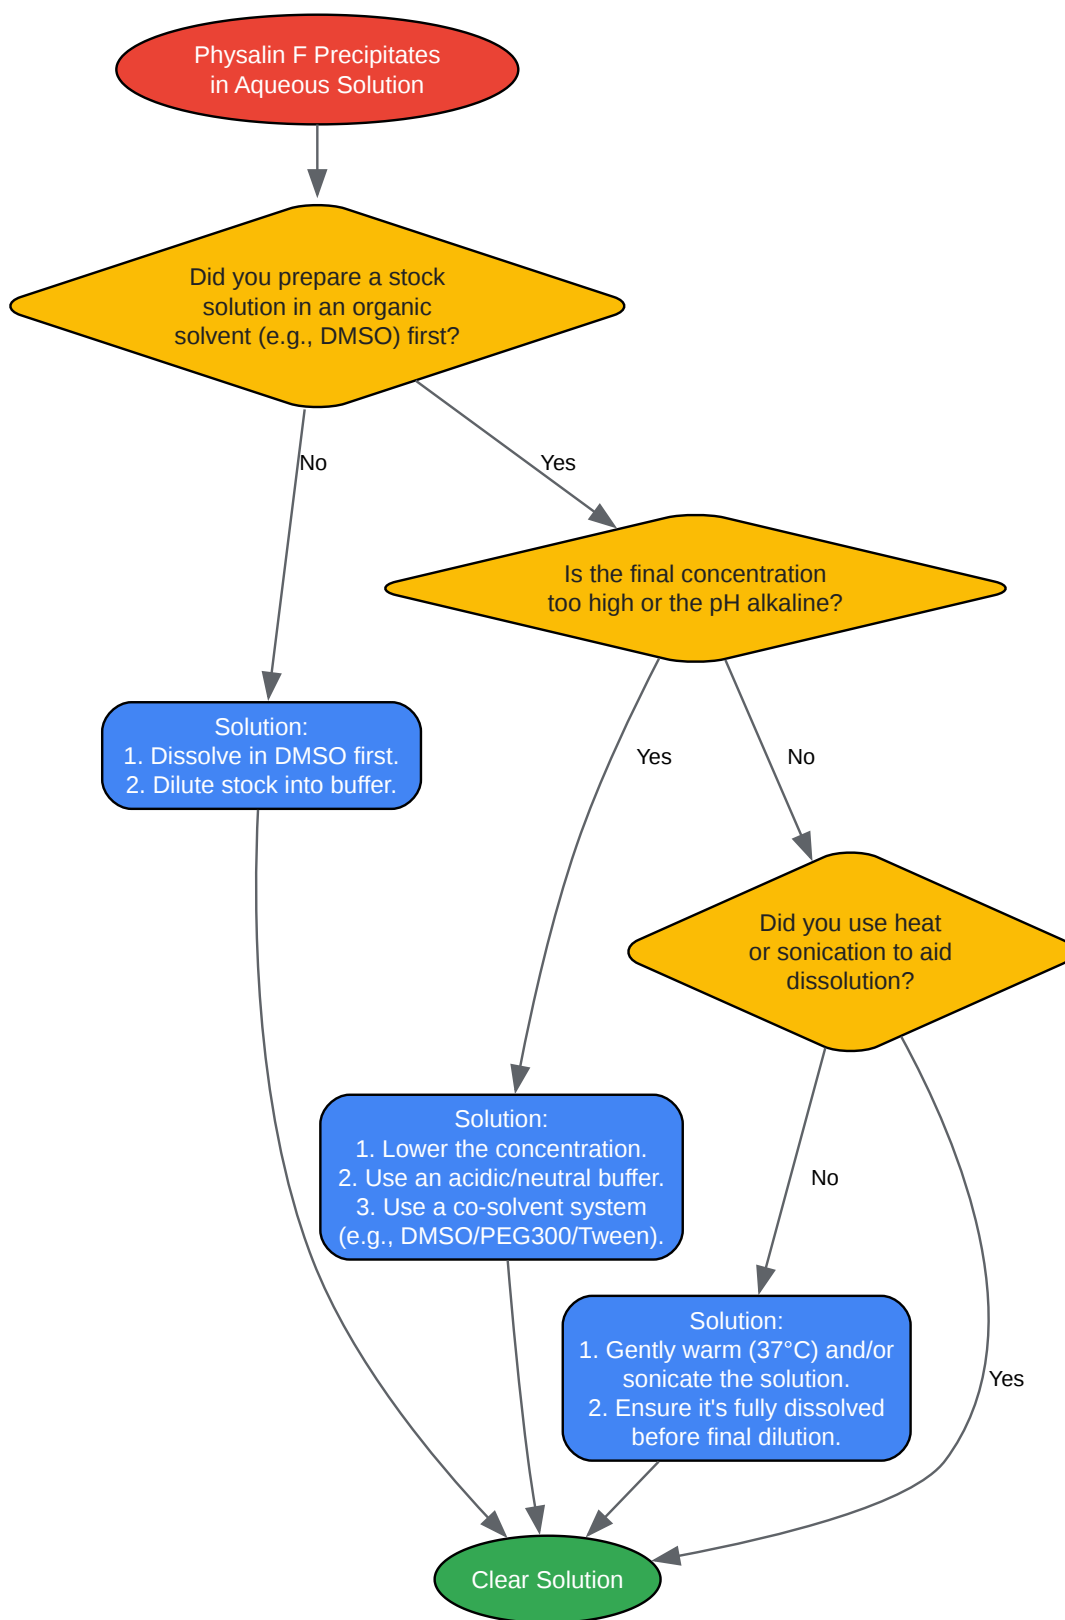 Physalin F Precipitates
in Aqueous Solution
Did you prepare a stock
solution in an organic
solvent (e.g., DMSO) first?
No
Yes
Is the final concentration
too high or the pH alkaline?
Solution:
1. Dissolve in DMSO first.
2. Dilute stock into buffer.
Yes
No
Did you use heat
or sonication to aid
dissolution?
Solution:
1. Lower the concentration.
2. Use an acidic/neutral buffer.
3. Use a co-solvent system
(e.g., DMSO/PEG300/Tween).
No
Solution:
1. Gently warm (37°C) and/or
sonicate the solution.
2. Ensure it's fully dissolved
before final dilution.
Yes
Clear Solution